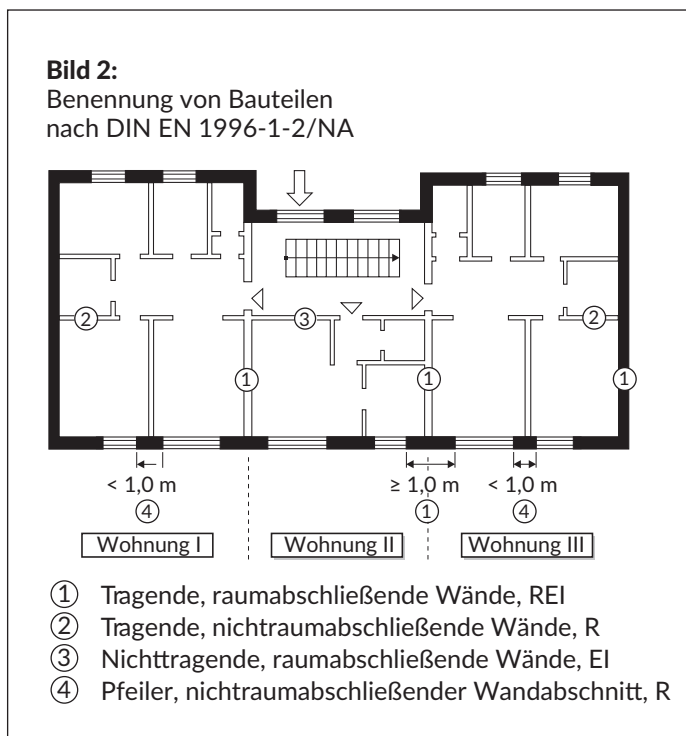 Bild 2:
Benennung von Bauteilen
nach DIN EN 1996-1-2/NA
3
2
2
1
1
1
< 1,0 m
≥ 1,0 m
< 1,0 m
4
1
4
Wohnung I
Wohnung II
Wohnung III
1 Tragende, raumabschließende Wände, REI
2 Tragende, nichtraumabschließende Wände, R
3 Nichttragende, raumabschließende Wände, EI
4 Pfeiler, nichtraumabschließender Wandabschnitt, R